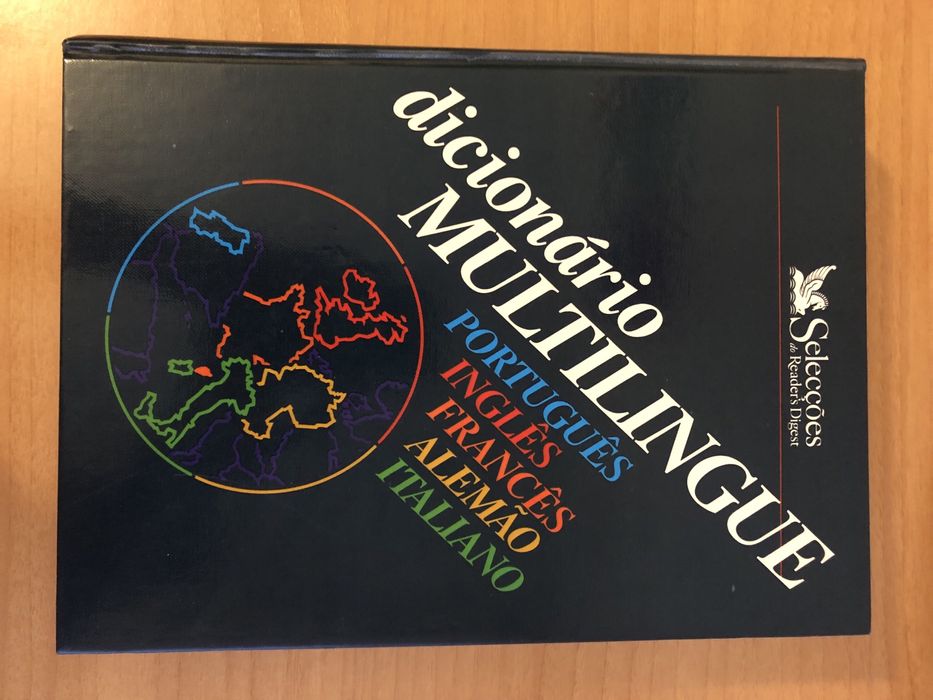 Selecções
do Reader's Digest
dicionário
MULTILINGUE
PORTUGUÊS
INGLÊS
FRANCÊS
ALEMÃO
ITALIANO